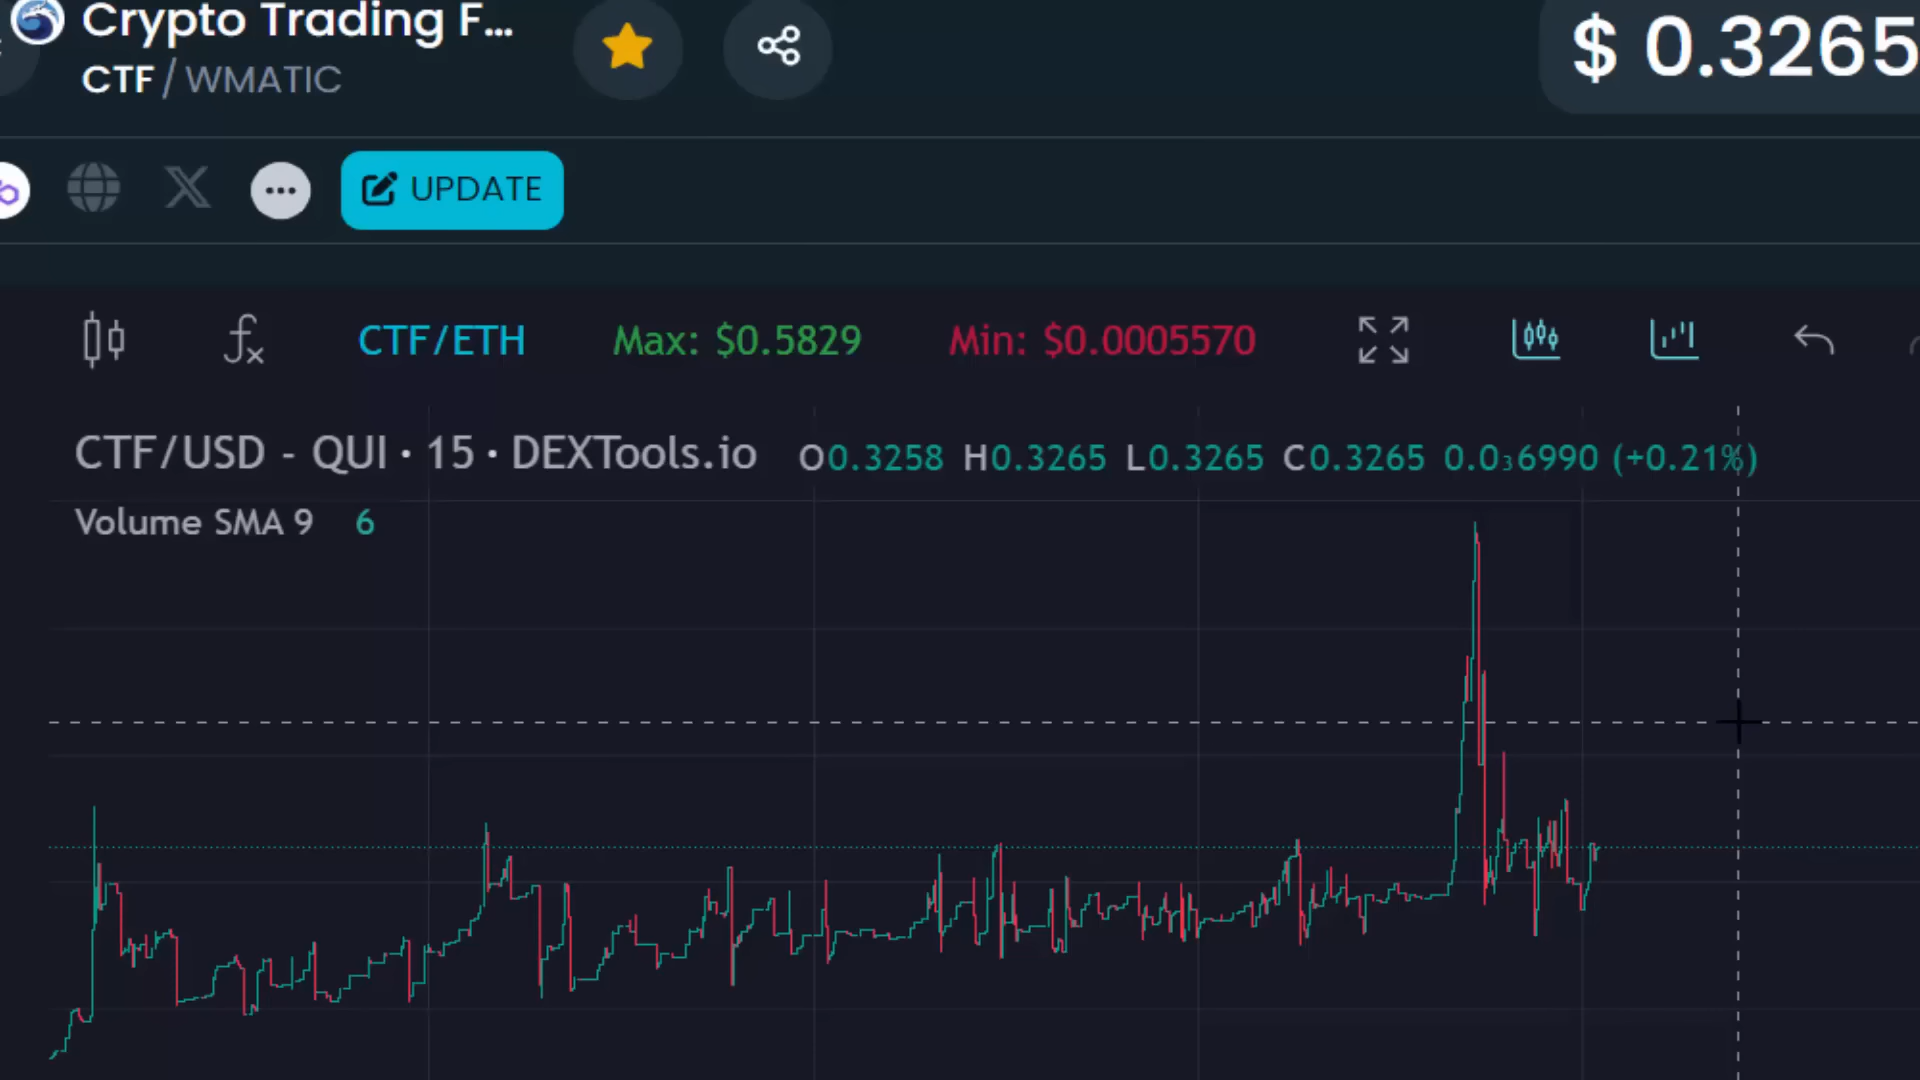 Crypto Trading F...
CTF / WMATIC
$ 0.3265
UPDATE
CTF/ETH
Max: $0.5829
Min: $0.0005570
CTF/USD - QUI · 15 · DEXTools.io O0.3258 H0.3265 L0.3265 C0.3265 0.0₃6990 (+0.21%)
Volume SMA 9 6